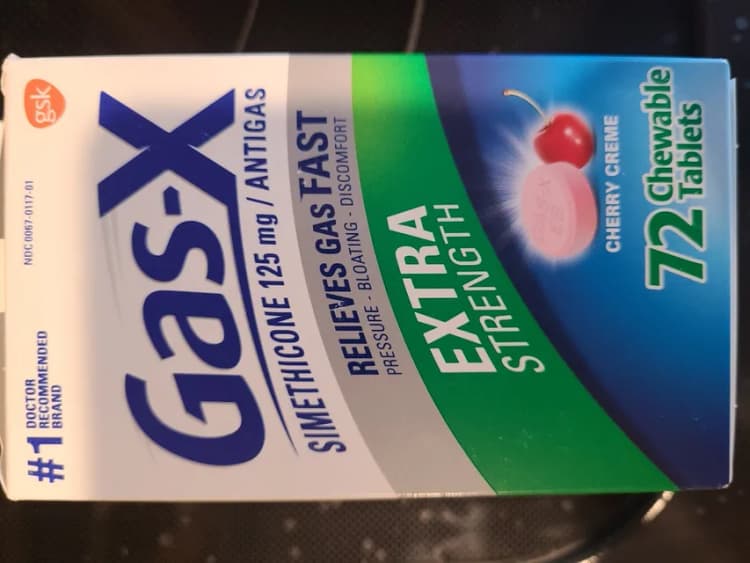 #1 DOCTOR
RECOMMENDED
BRAND
NDC 0067-0117-01
gsk
Gas-X
SIMETHICONE 125 mg / ANTIGAS
RELIEVES GAS FAST
PRESSURE - BLOATING - DISCOMFORT
EXTRA
STRENGTH
CHERRY CREME
72 Chewable
Tablets